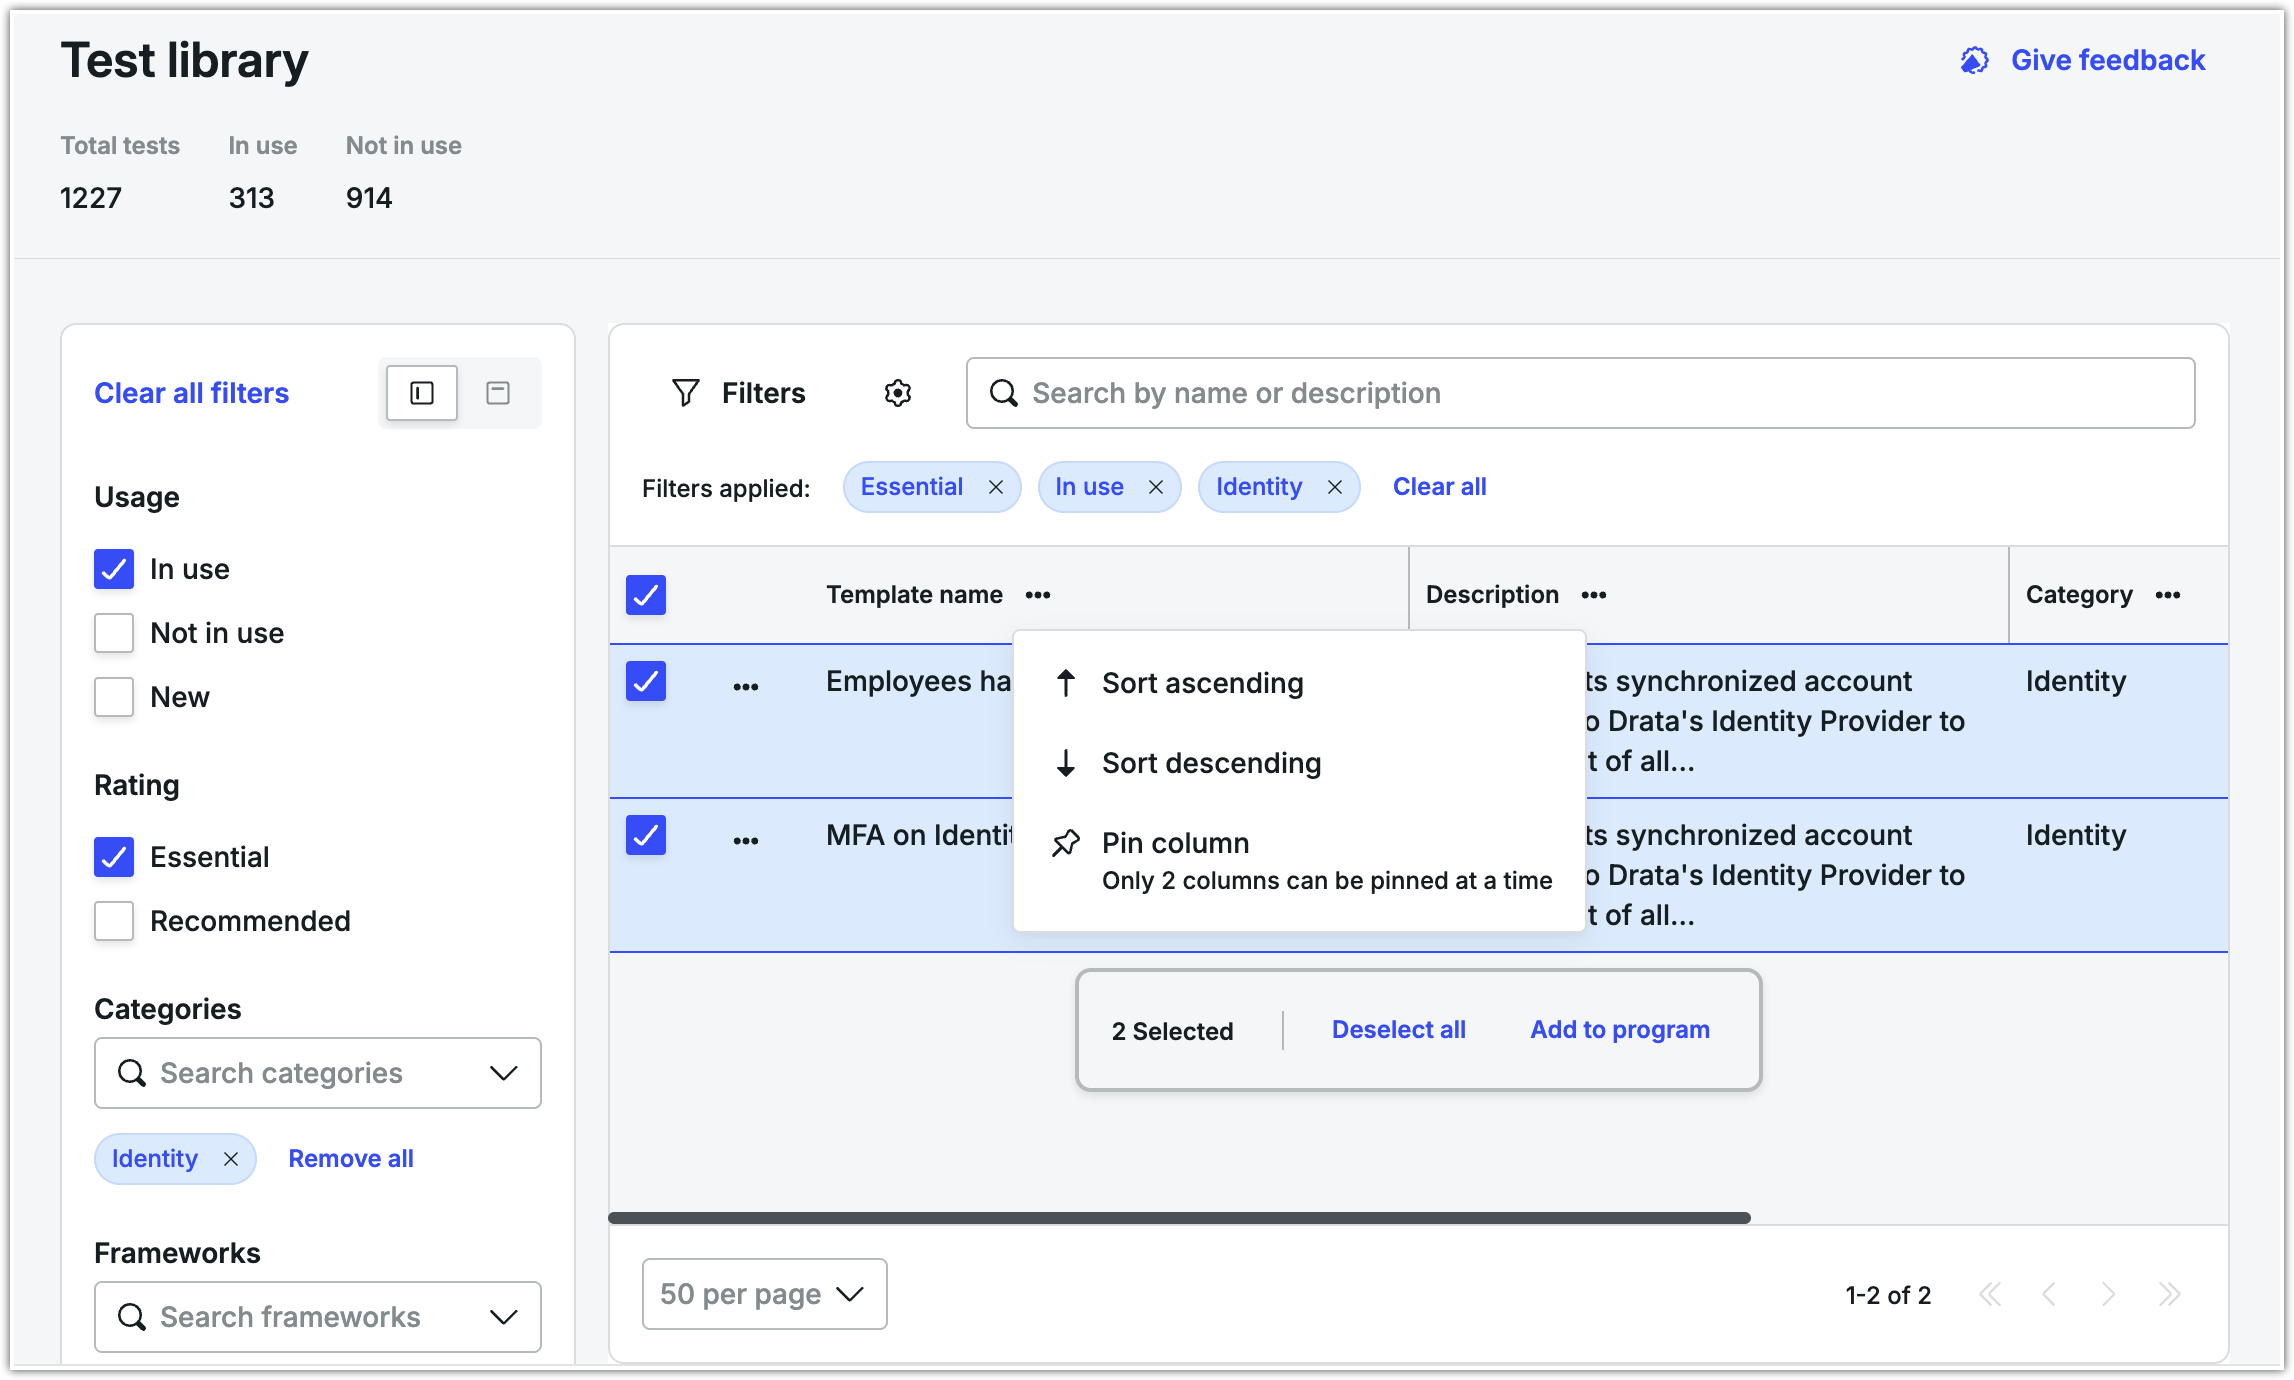 Test library
Give feedback
Total tests In use Not in use
1227 313 914
Clear all filters
Usage
In use
Not in use
New
Rating
Essential
Recommended
Categories
Search categories
Identity Remove all
Frameworks
Search frameworks
Filters
Search by name or description
Filters applied: Essential In use Identity Clear all
Template name Description Category
Employees ha
ts synchronized account
o Drata's Identity Provider to
t of all...
Identity
MFA on Identit
ts synchronized account
o Drata's Identity Provider to
t of all...
Identity
Sort ascending
Sort descending
Pin column
Only 2 columns can be pinned at a time
2 Selected Deselect all Add to program
50 per page
1-2 of 2